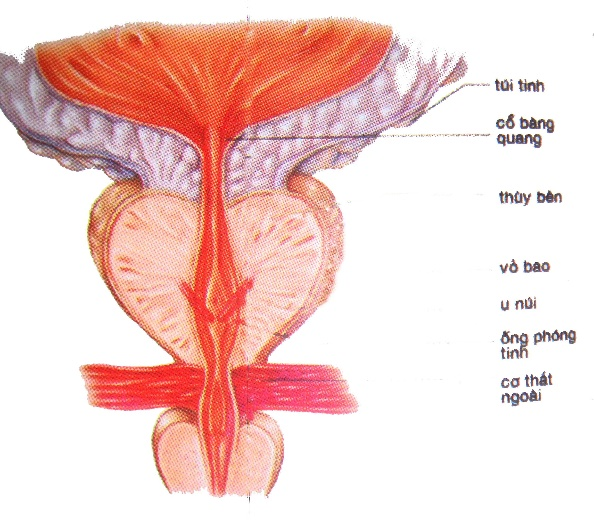 túi tinh
cổ bàng
quang
thùy bên
vỏ bao
ụ núi
ống phóng
tinh
cơ thắt
ngoài